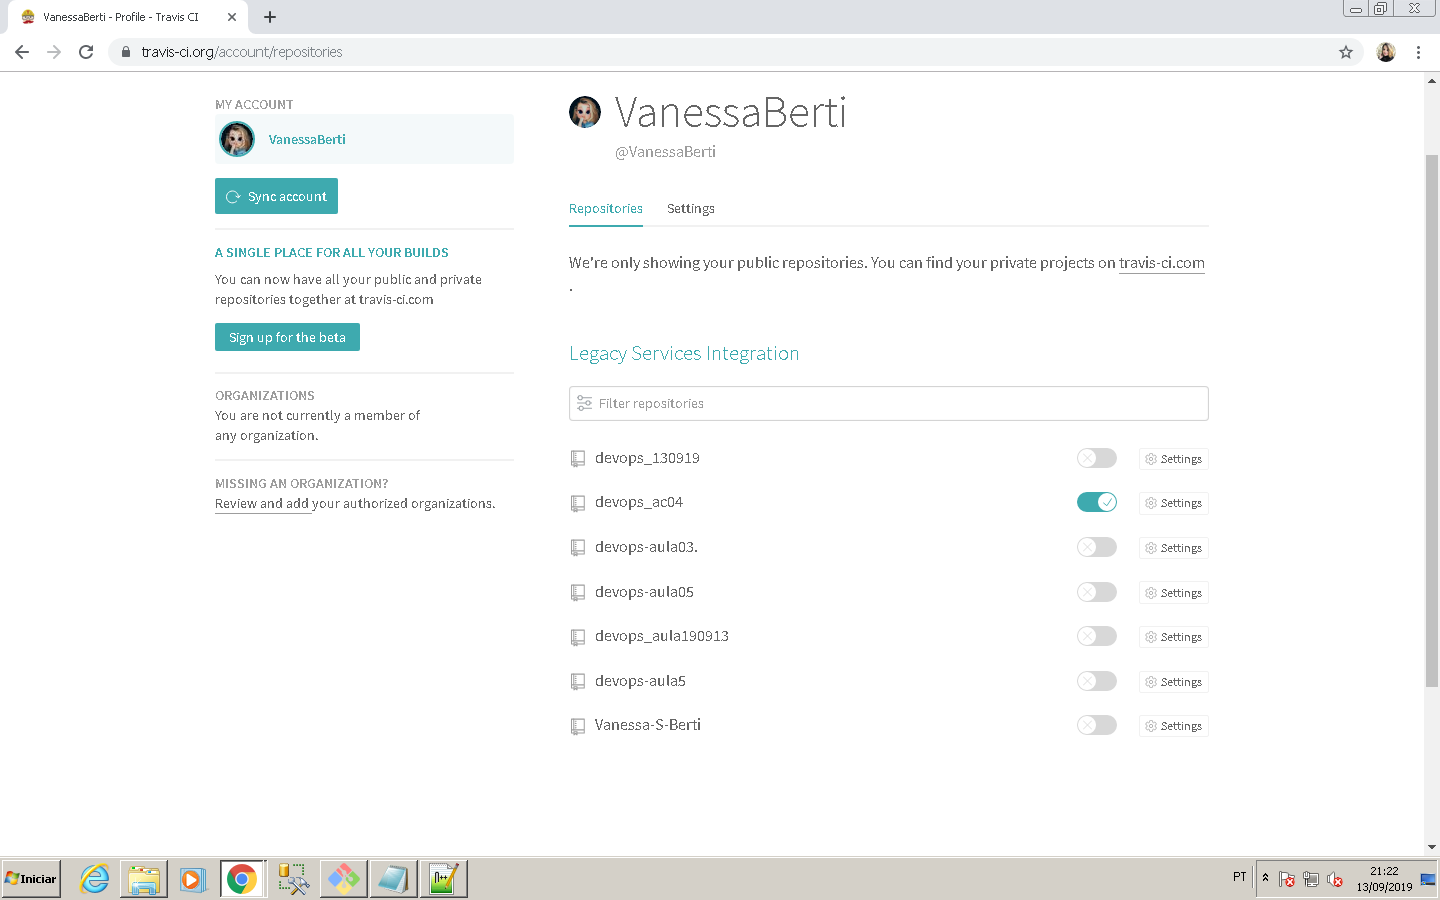 VanessaBerti - Profile - Travis CI
travis-ci.org/account/repositories
MY ACCOUNT
VanessaBerti
Sync account
A SINGLE PLACE FOR ALL YOUR BUILDS
You can now have all your public and private
repositories together at travis-ci.com
Sign up for the beta
ORGANIZATIONS
You are not currently a member of
any organization.
MISSING AN ORGANIZATION?
Review and add your authorized organizations.
VanessaBerti
@VanessaBerti
Repositories Settings
We're only showing your public repositories. You can find your private projects on travis-ci.com
.
Legacy Services Integration
Filter repositories
devops_130919 Settings
devops_ac04 Settings
devops-aula03. Settings
devops-aula05 Settings
devops_aula190913 Settings
devops-aula5 Settings
Vanessa-S-Berti Settings
Iniciar
PT
21:22
13/09/2019